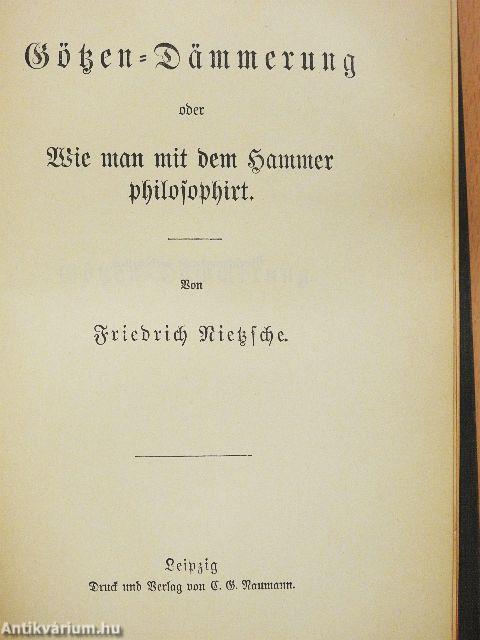 Götzen-Dämmerung
oder
Wie man mit dem Hammer
philosophirt.
Von
Friedrich Nietzsche.
Leipzig
Druck und Verlag von C. G. Naumann.
Antikvárium.hu